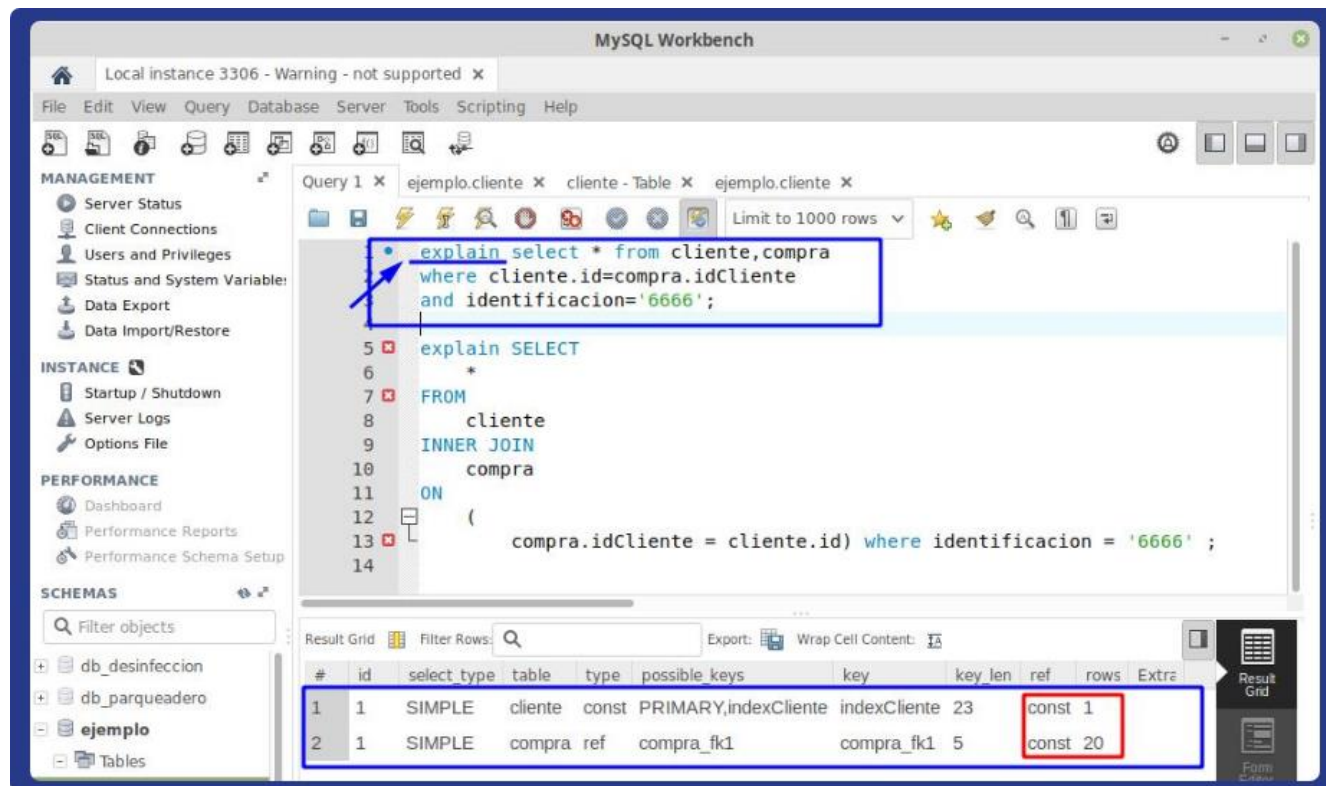 MySQL Workbench
Local instance 3306 - Warning - not supported
File Edit View Query Database Server Tools Scripting Help
MANAGEMENT
Server Status
Client Connections
Users and Privileges
Status and System Variable
Data Export
Data Import/Restore
INSTANCE
Startup / Shutdown
Server Logs
Options File
PERFORMANCE
Dashboard
Performance Reports
Performance Schema Setup
SCHEMAS
Filter objects
db_desinfeccion
db_parqueadero
ejemplo
Tables
Query 1 ejemplo.cliente cliente - Table ejemplo.cliente
Limit to 1000 rows
1 explain select * from cliente,compra
2 where cliente.id=compra.idCliente
3 and identificacion='6666';
4
5 explain SELECT
6 *
7 FROM
8 cliente
9 INNER JOIN
10 compra
11 ON
12 (
13 compra.idCliente = cliente.id) where identificacion = '6666' ;
14
Result Grid Filter Rows: Export: Wrap Cell Content:
# id select_type table type possible_keys key key_len ref rows Extra
1 1 SIMPLE cliente const PRIMARY,indexCliente indexCliente 23 const 1
2 1 SIMPLE compra ref compra_fk1 compra_fk1 5 const 20
Result
Grid
Form
Editor